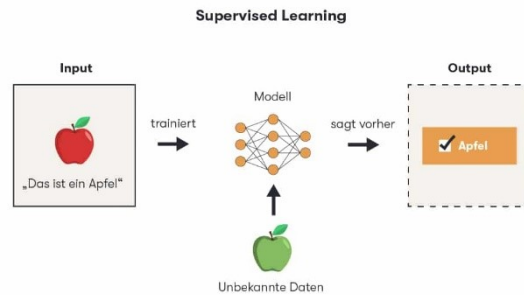 Supervised Learning
Input
Output
Modell
trainiert
sagt vorher
Apfel
„Das ist ein Apfel“
Unbekannte Daten